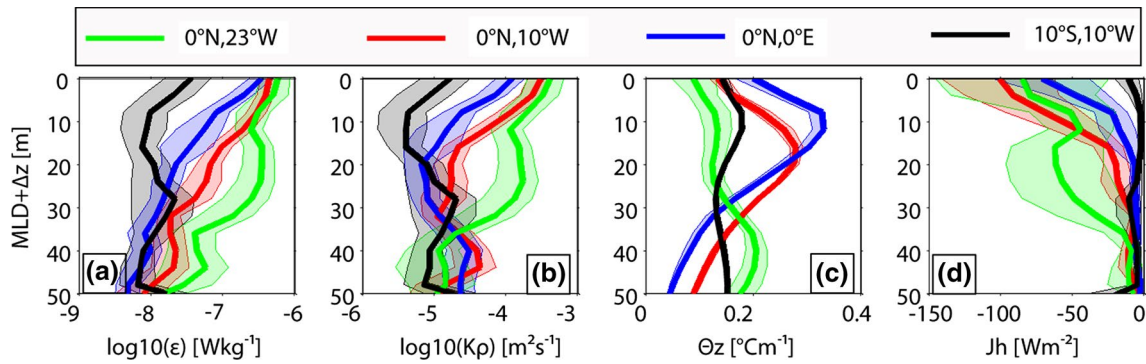 0°N,23°W 0°N,10°W 0°N,0°E 10°S,10°W
MLD+Δz [m]
0
10
20
30
40
50
(a)
-9 -8 -7 -6
log10(ε) [Wkg⁻¹]
0
10
20
30
40
50
(b)
-6 -5 -4 -3
log10(Kρ) [m²s⁻¹]
0
10
20
30
40
50
(c)
0 0.2 0.4
Θz [°Cm⁻¹]
0
10
20
30
40
50
(d)
-150 -100 -50 0
Jh [Wm⁻²]